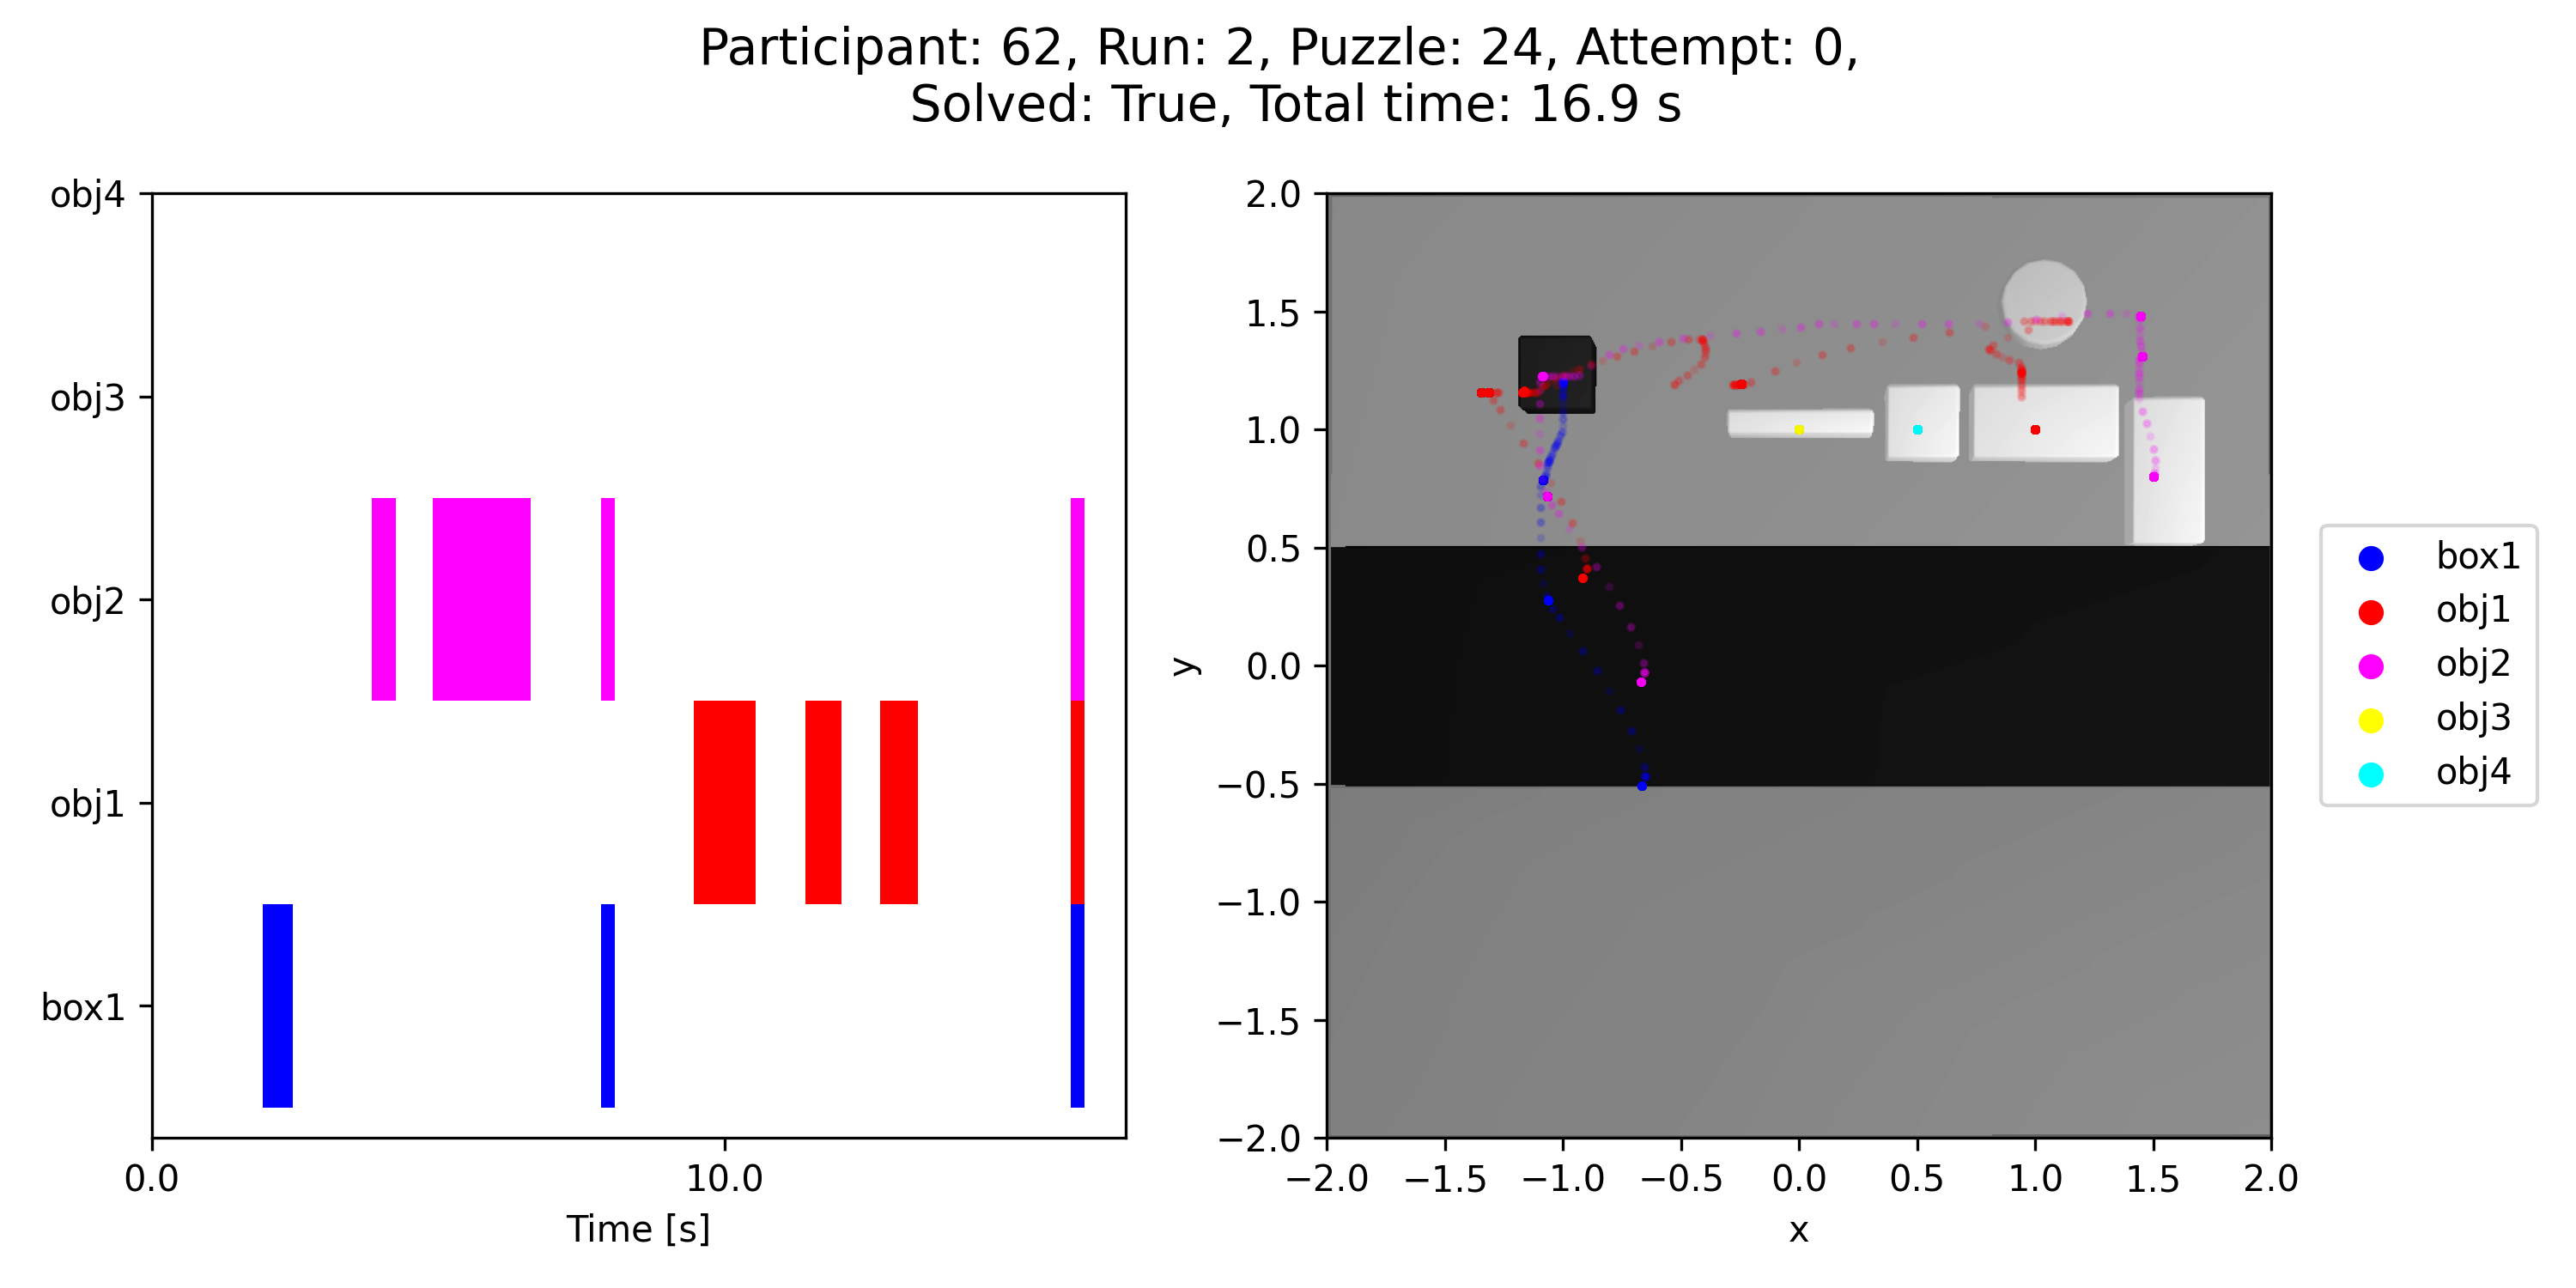 Participant: 62, Run: 2, Puzzle: 24, Attempt: 0,
Solved: True, Total time: 16.9 s
obj4
obj3
obj2
obj1
box1
0.0
10.0
Time [s]
2.0
1.5
1.0
0.5
0.0
−0.5
−1.0
−1.5
−2.0
y
−2.0
−1.5
−1.0
−0.5
0.0
0.5
1.0
1.5
2.0
x
box1
obj1
obj2
obj3
obj4